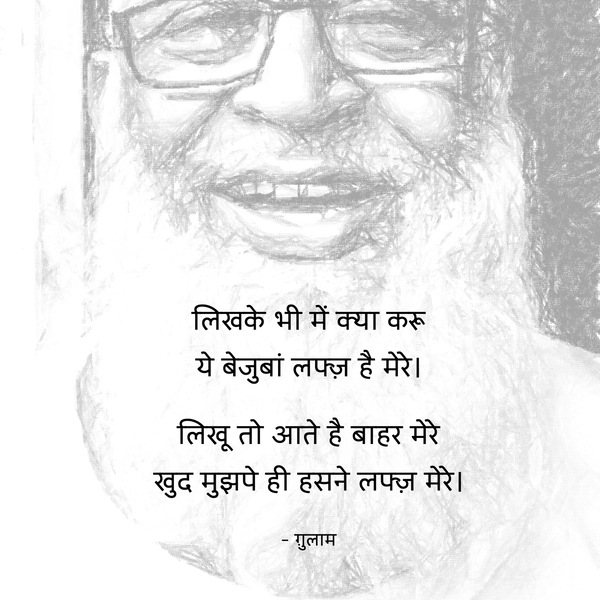 लिखके भी में क्या करू
ये बेजुबां लफ्ज़ है मेरे।
लिखू तो आते है बाहर मेरे
खुद मुझपे ही हसने लफ्ज़ मेरे।
- ग़ुलाम